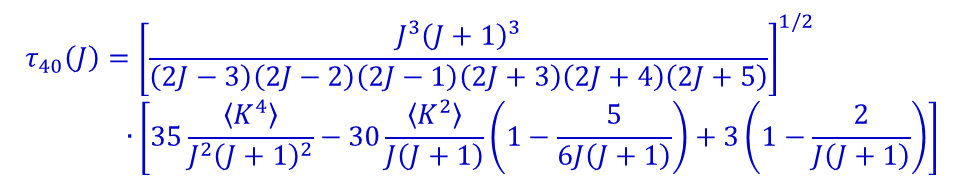 τ₄₀(J) = [J³(J + 1)³ / (2J − 3)(2J − 2)(2J − 1)(2J + 3)(2J + 4)(2J + 5)]^{1/2}
· [35 ⟨K⁴⟩ / J²(J + 1)² − 30 ⟨K²⟩ / J(J + 1) (1 − 5 / 6J(J + 1)) + 3 (1 − 2 / J(J + 1))]